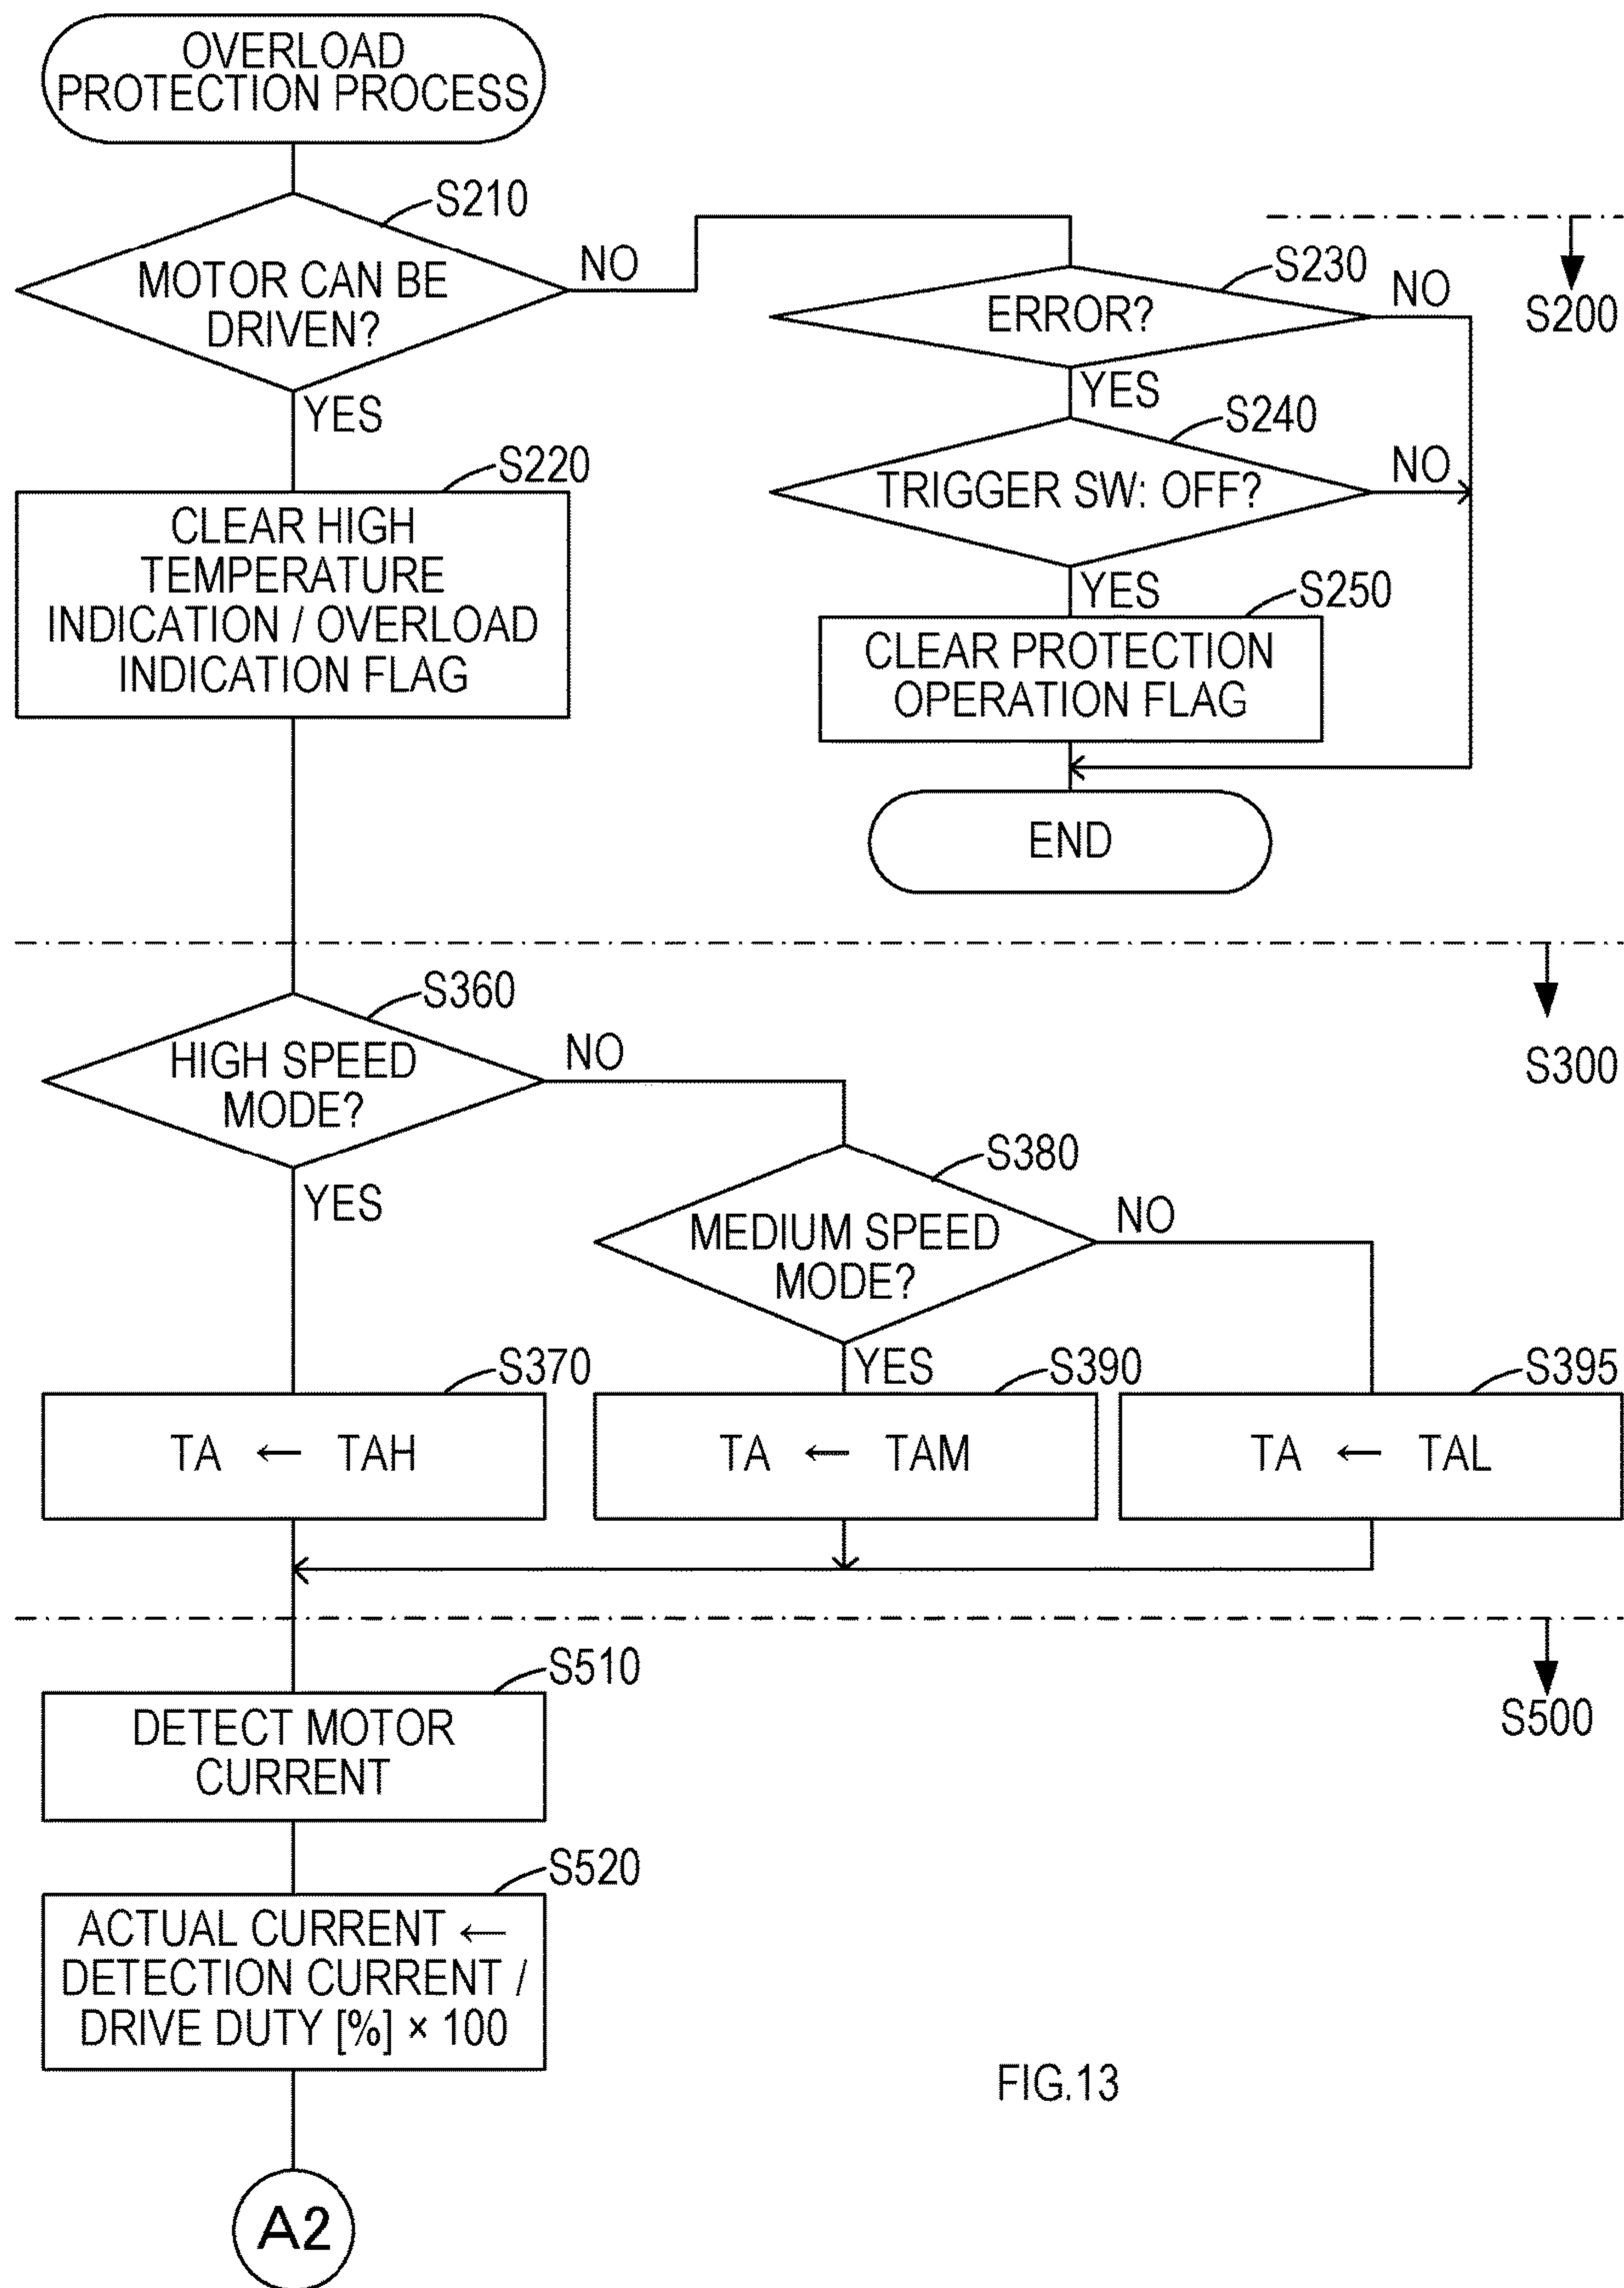 OVERLOAD
PROTECTION PROCESS
S210
MOTOR CAN BE
DRIVEN?
NO
YES
S220
CLEAR HIGH
TEMPERATURE
INDICATION / OVERLOAD
INDICATION FLAG
S230
ERROR?
NO
YES
S200
S240
TRIGGER SW: OFF?
NO
YES
S250
CLEAR PROTECTION
OPERATION FLAG
END
S360
HIGH SPEED
MODE?
NO
YES
S300
S380
MEDIUM SPEED
MODE?
NO
YES
S370
TA ← TAH
S390
TA ← TAM
S395
TA ← TAL
S510
DETECT MOTOR
CURRENT
S500
S520
ACTUAL CURRENT ←
DETECTION CURRENT /
DRIVE DUTY [%] × 100
A2
FIG.13